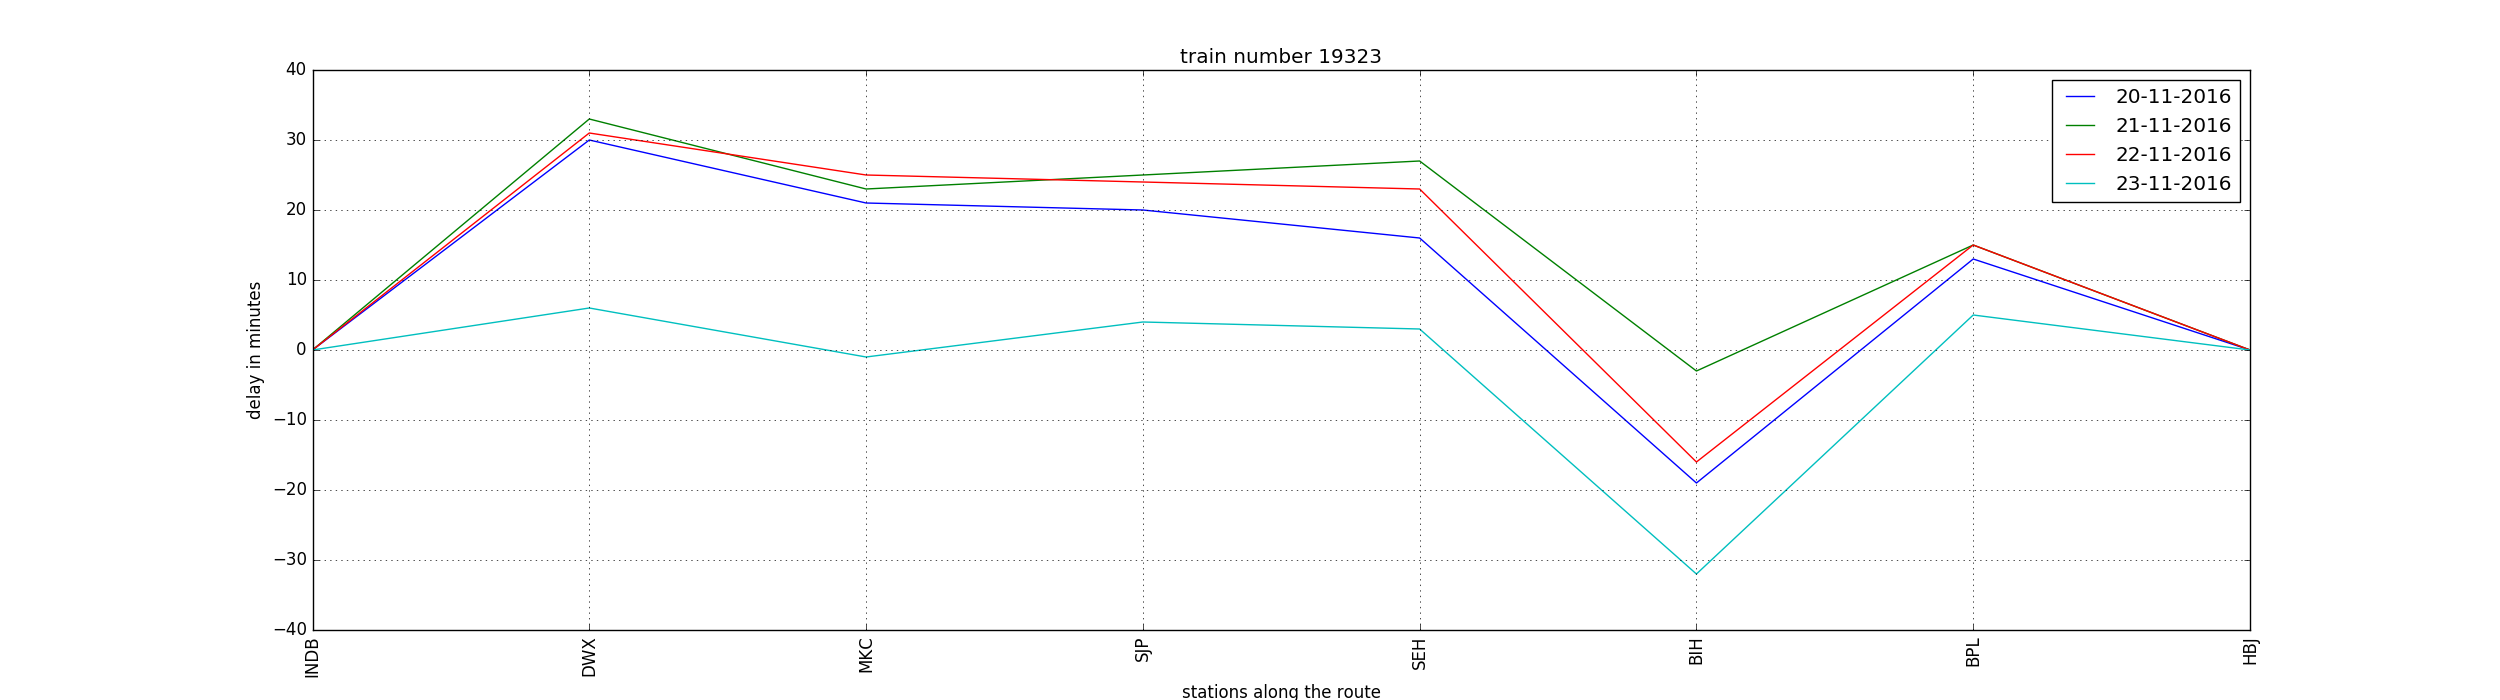 train number 19323
40
30
20
10
0
−10
−20
−30
−40
delay in minutes
20-11-2016
21-11-2016
22-11-2016
23-11-2016
INDB
DWX
MKC
SJP
SEH
BIH
BPL
HBJ
stations along the route